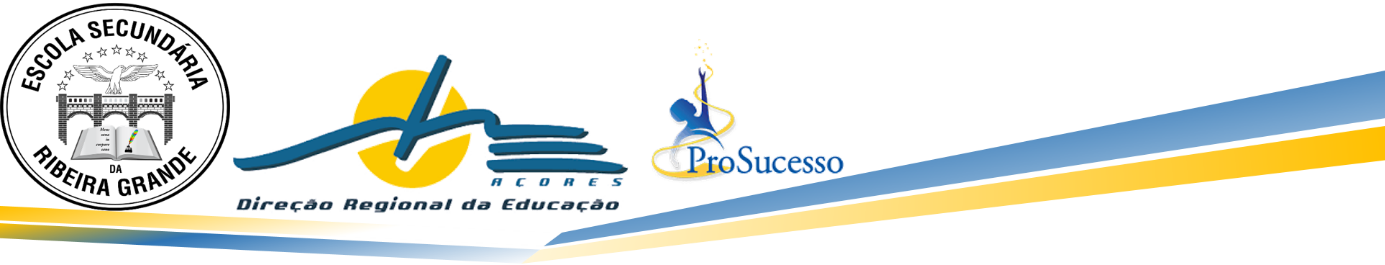 ESCOLA SECUNDÁRIA
DA
RIBEIRA GRANDE
AÇORES
Direção Regional da Educação
ProSucesso